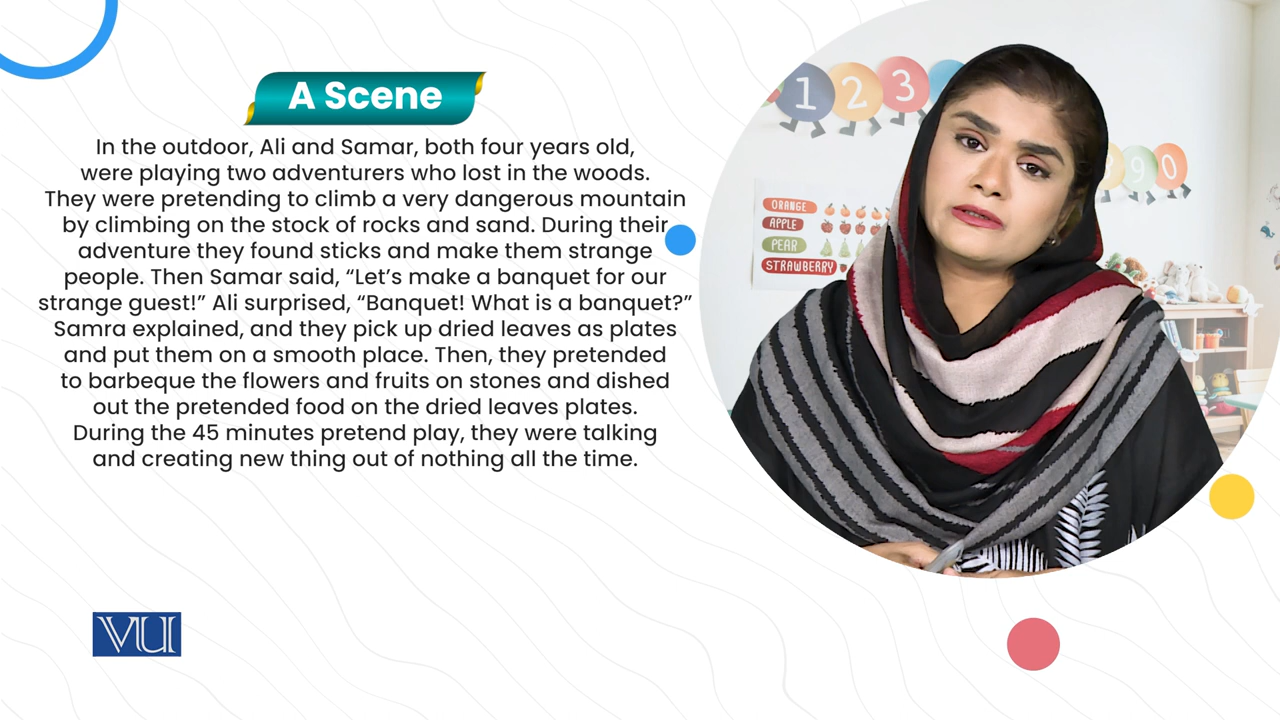 A Scene
In the outdoor, Ali and Samar, both four years old,
were playing two adventurers who lost in the woods.
They were pretending to climb a very dangerous mountain
by climbing on the stock of rocks and sand. During their
adventure they found sticks and make them strange
people. Then Samar said, “Let’s make a banquet for our
strange guest!” Ali surprised, “Banquet! What is a banquet?”
Samra explained, and they pick up dried leaves as plates
and put them on a smooth place. Then, they pretended
to barbeque the flowers and fruits on stones and dished
out the pretended food on the dried leaves plates.
During the 45 minutes pretend play, they were talking
and creating new thing out of nothing all the time.
VU
1 2 3
9 0
ORANGE
APPLE
PEAR
STRAWBERRY